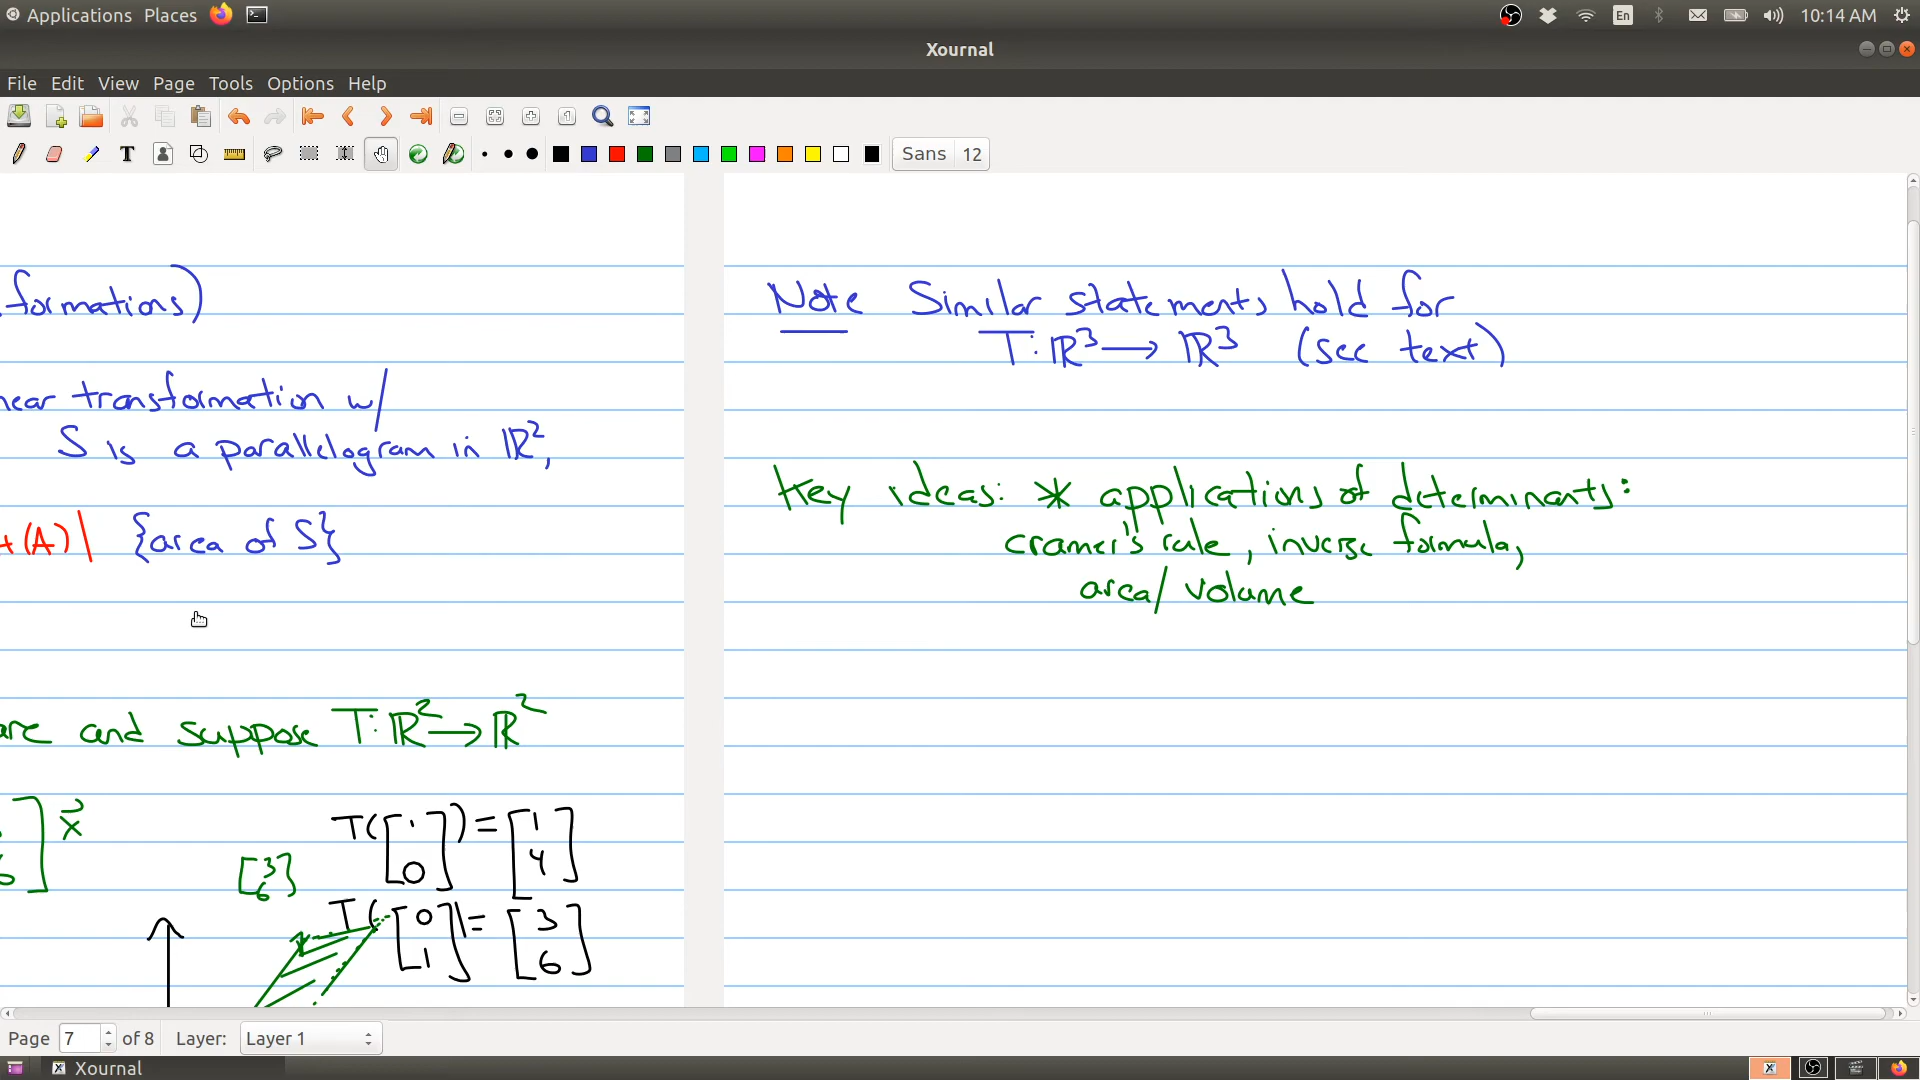 Applications Places En 10:14 AM
Xournal
File Edit View Page Tools Options Help
Sans 12
formations)
near transformation w/
S is a parallelogram in ℝ²,
(A)| {area of S}
and suppose T: ℝ² → ℝ²
x⃗
[3 6]
T([1 0]) = [1 4]
T([0 1]) = [3 6]
Note Similar statements hold for
T: ℝ³ → ℝ³ (see text)
Key ideas: * applications of determinants:
cramer's rule, inverse formula,
area/volume
Page 7 of 8 Layer: Layer 1
Xournal